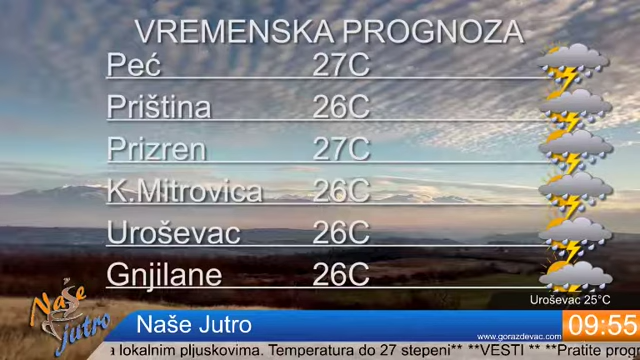 VREMENSKA PROGNOZA
Peć 27C
Priština 26C
Prizren 27C
K.Mitrovica 26C
Uroševac 26C
Gnjilane 26C
Uroševac 25°C
Naše jutro
Naše Jutro
www.gorazdevac.com
09:55
a lokalnim pljuskovima. Temperatura do 27 stepeni** **VESTI ** **Pratite prog